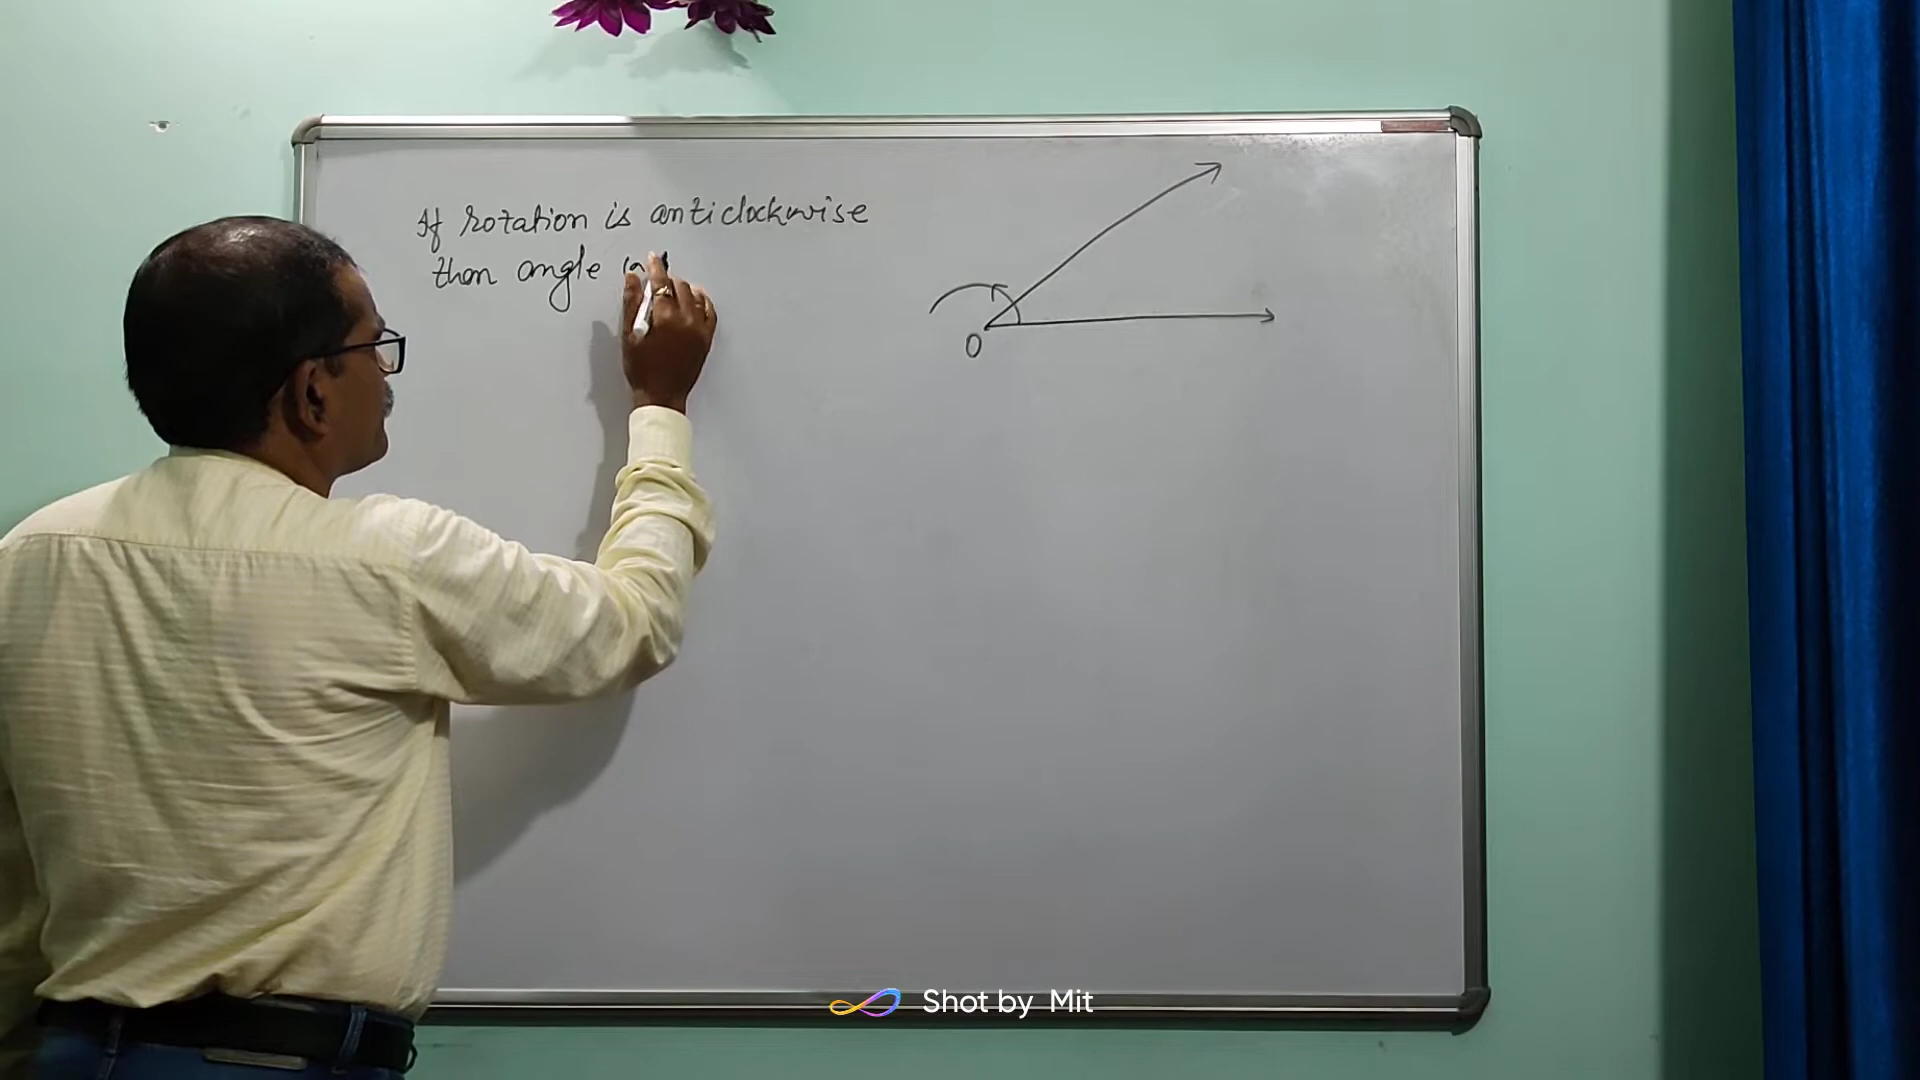 If rotation is anticlockwise
then angle
O
Shot by Mit